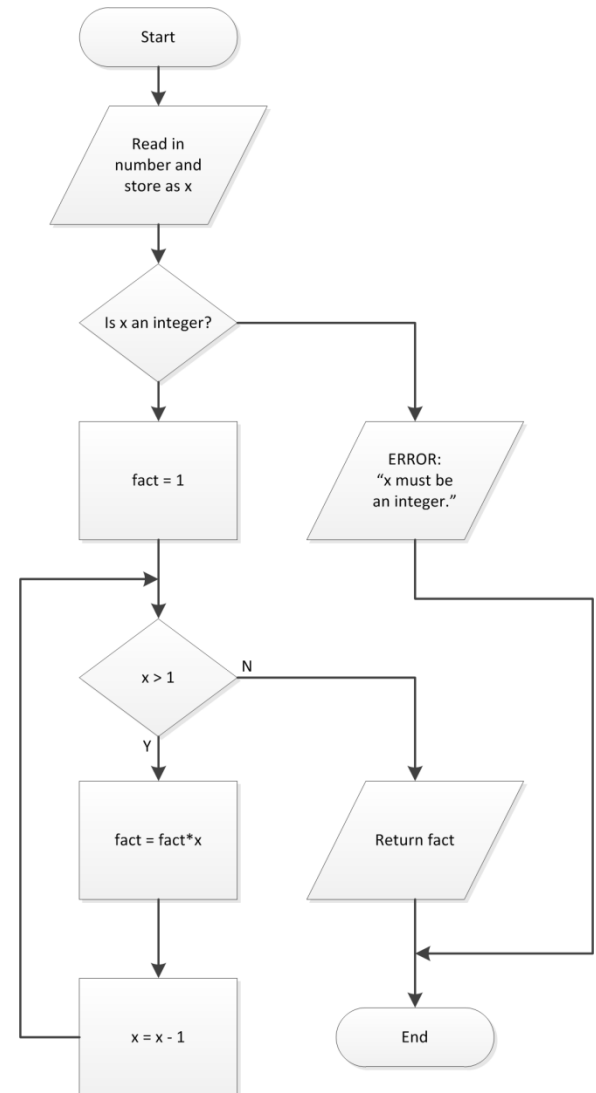 Start
Read in
number and
store as x
Is x an integer?
fact = 1
ERROR:
“x must be
an integer.”
x > 1
N
Y
fact = fact*x
Return fact
x = x - 1
End